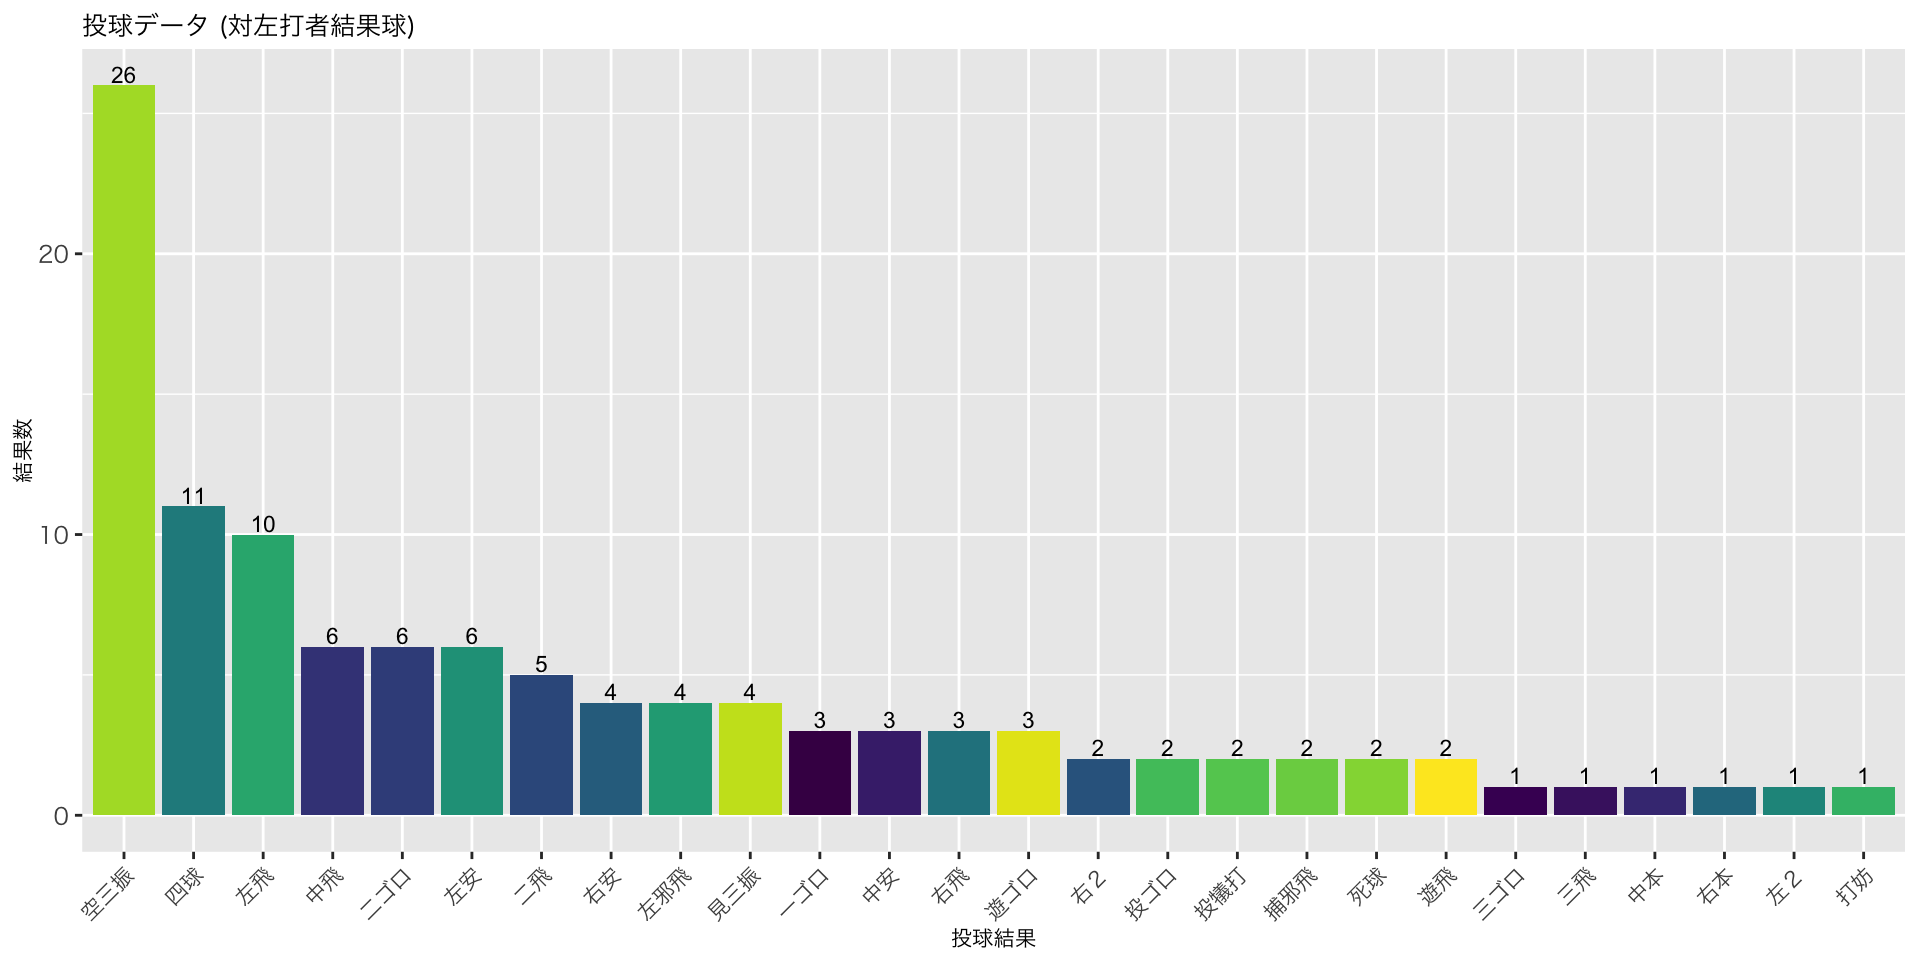 投球データ (対左打者結果球)
結果数
20
10
0
26
11
10
6
6
6
5
4
4
4
3
3
3
3
2
2
2
2
2
2
1
1
1
1
1
1
空三振
四球
左飛
中飛
二ゴロ
左安
二飛
右安
左邪飛
見三振
一ゴロ
中安
右飛
遊ゴロ
右２
投ゴロ
投犠打
捕邪飛
死球
遊飛
三ゴロ
三飛
中本
右本
左２
打妨
投球結果